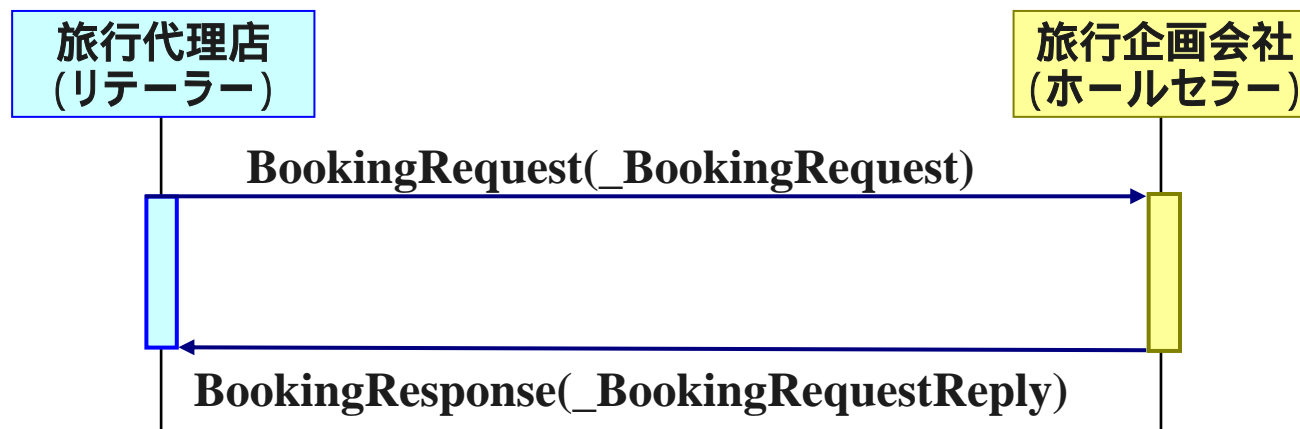 旅行代理店
(リテーラー)
旅行企画会社
(ホールセラー)
BookingRequest(_BookingRequest)
BookingResponse(_BookingRequestReply)